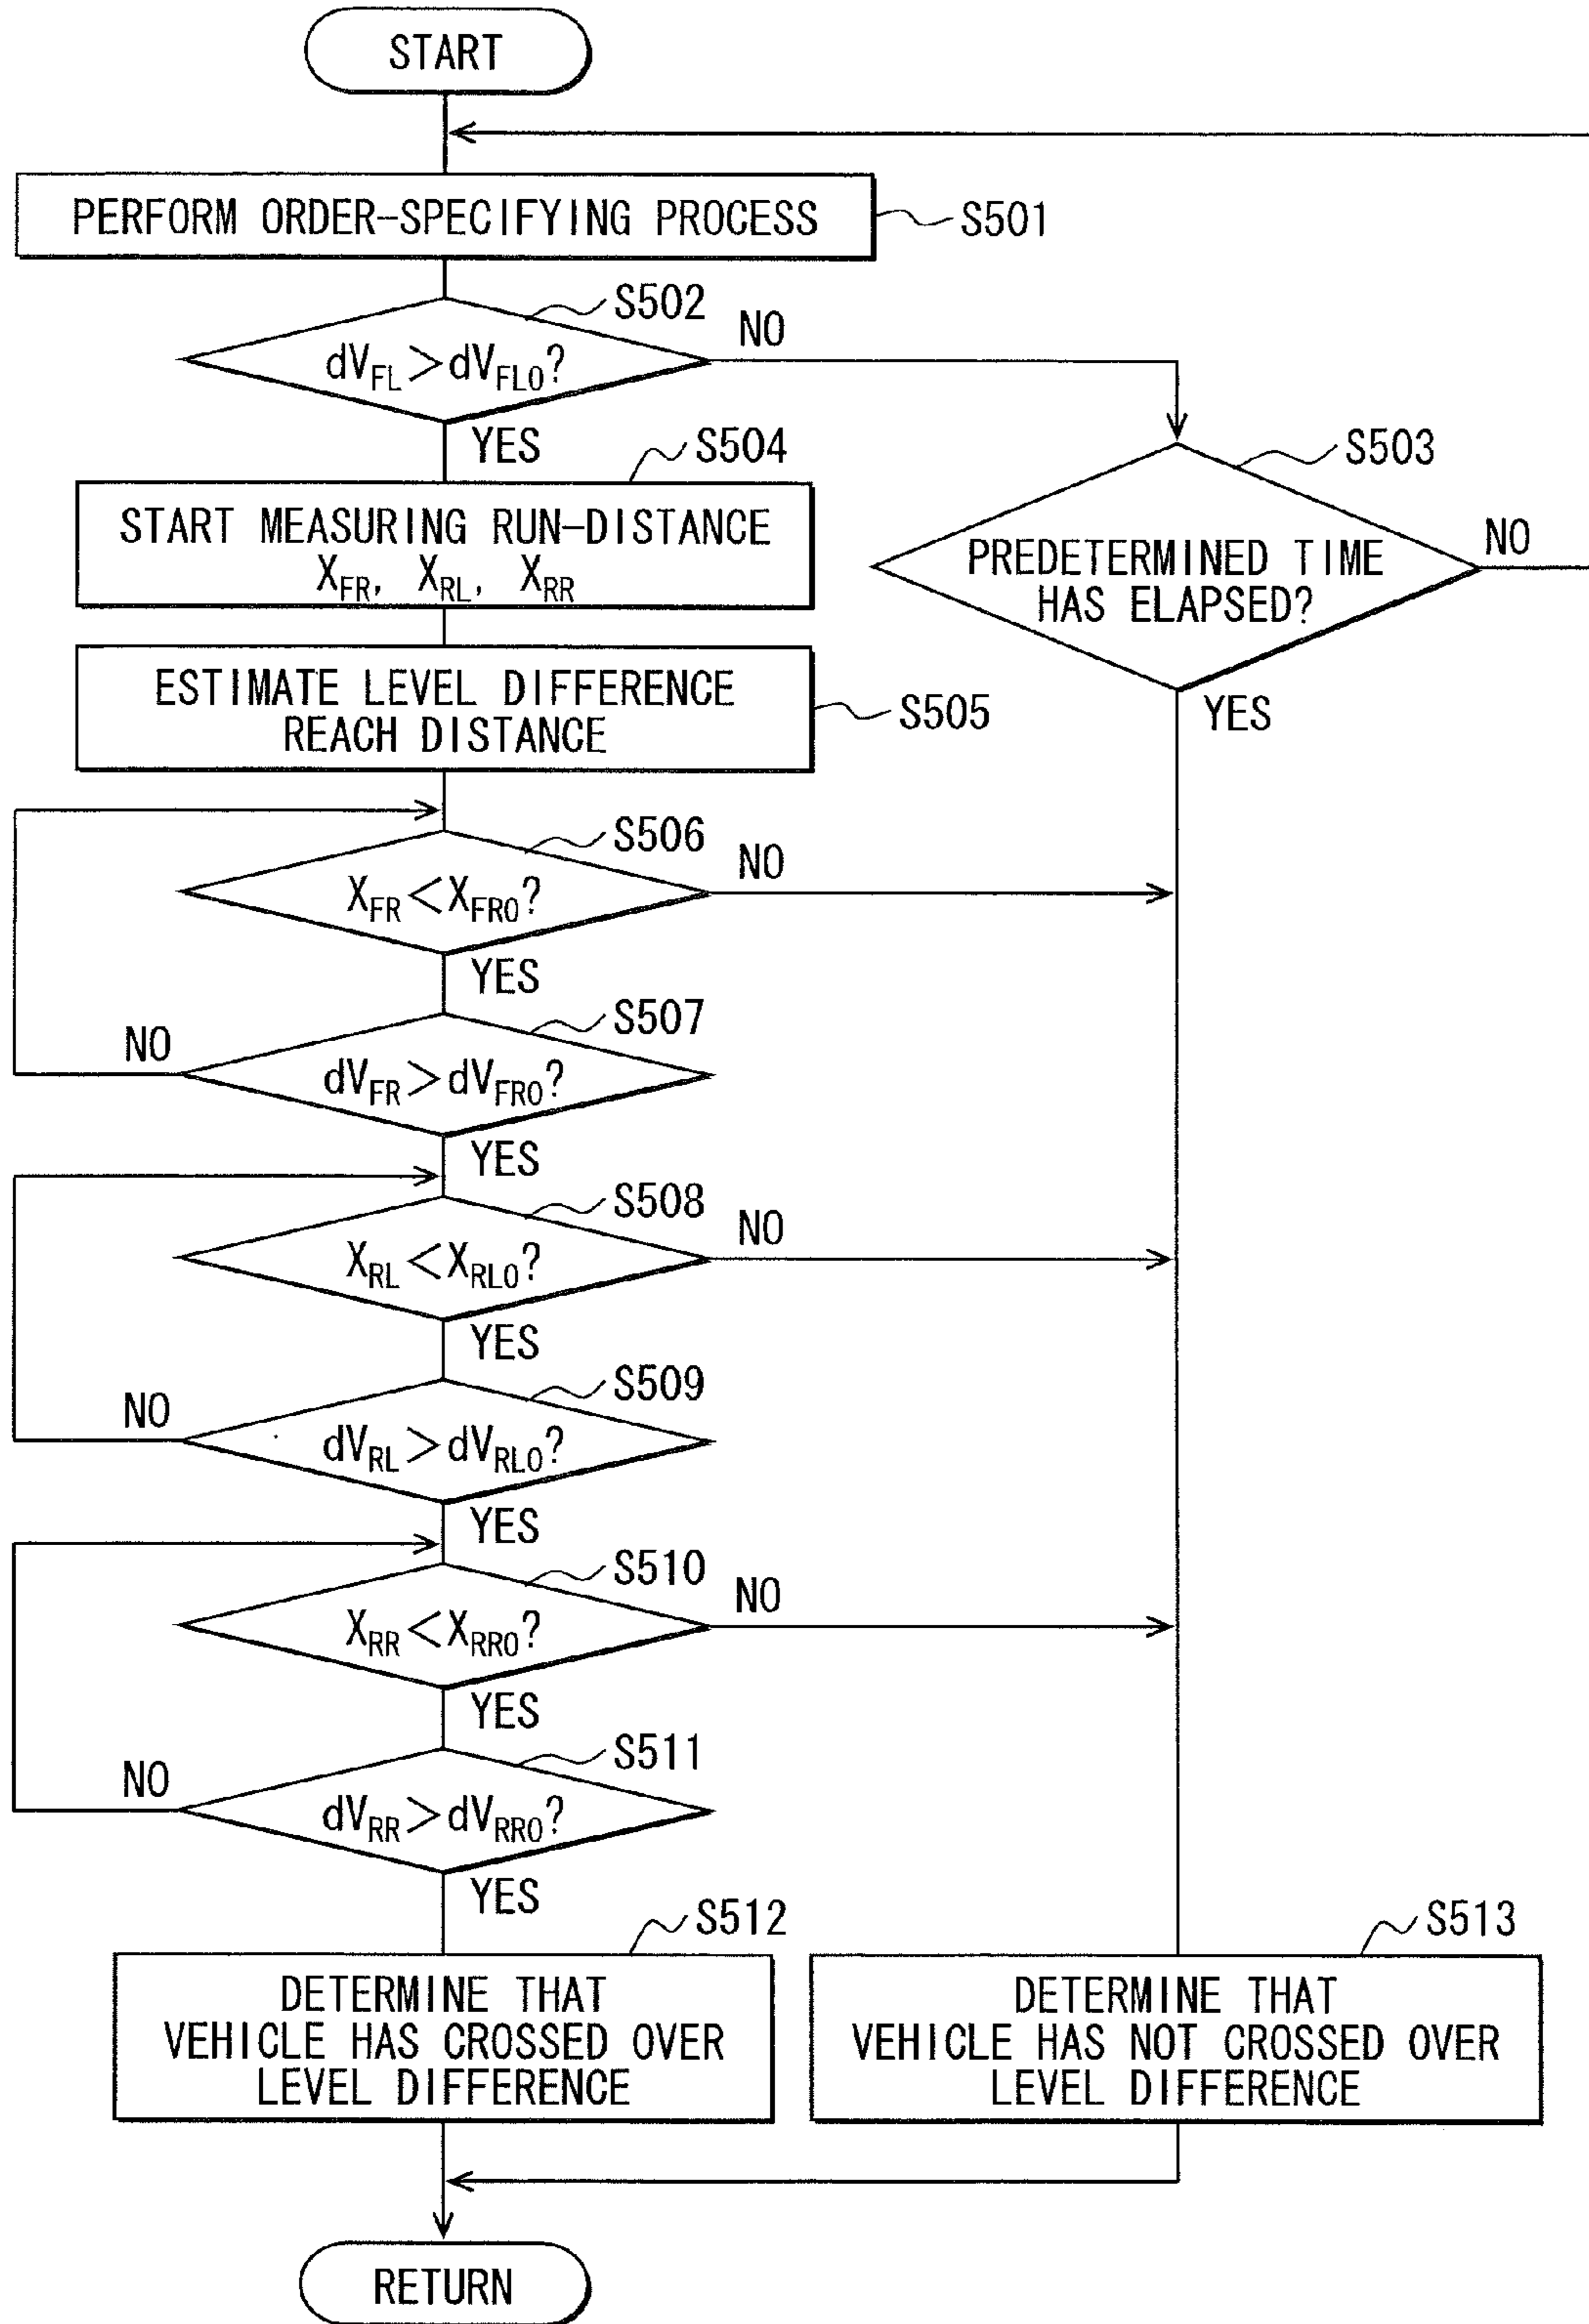 START
PERFORM ORDER-SPECIFYING PROCESS
S501
S502
dV_FL > dV_FL0?
NO
YES
S504
S503
START MEASURING RUN-DISTANCE
X_FR, X_RL, X_RR
PREDETERMINED TIME
HAS ELAPSED?
NO
YES
ESTIMATE LEVEL DIFFERENCE
REACH DISTANCE
S505
S506
X_FR < X_FR0?
NO
YES
S507
NO
dV_FR > dV_FR0?
YES
S508
X_RL < X_RL0?
NO
YES
S509
NO
dV_RL > dV_RL0?
YES
S510
X_RR < X_RR0?
NO
YES
S511
NO
dV_RR > dV_RR0?
YES
S512
DETERMINE THAT
VEHICLE HAS CROSSED OVER
LEVEL DIFFERENCE
S513
DETERMINE THAT
VEHICLE HAS NOT CROSSED OVER
LEVEL DIFFERENCE
RETURN